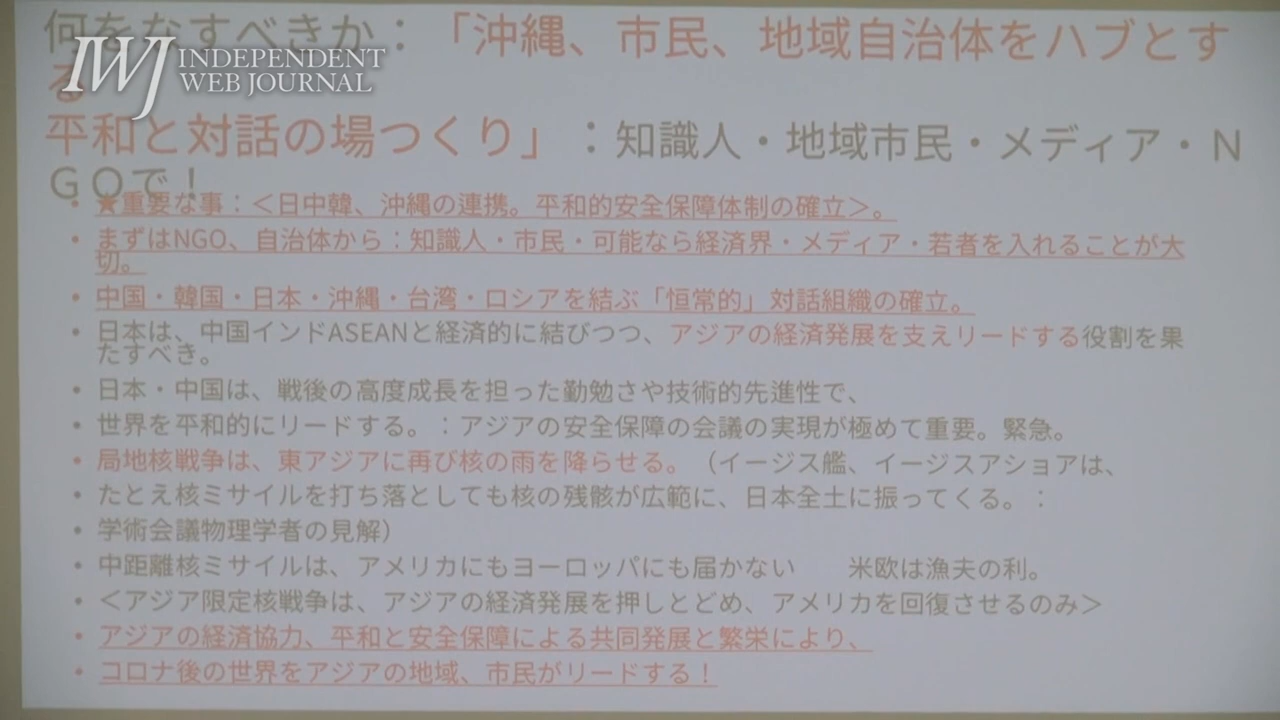 何をなすべきか：「沖縄、市民、地域自治体をハブとす
る
IWJ INDEPENDENT
WEB JOURNAL
平和と対話の場つくり」：知識人・地域市民・メディア・Ｎ
ＧＯで！
・★重要な事：＜日中韓、沖縄の連携。平和的安全保障体制の確立＞。
・まずはNGO、自治体から：知識人・市民・可能なら経済界・メディア・若者を入れることが大
切。
・中国・韓国・日本・沖縄・台湾・ロシアを結ぶ「恒常的」対話組織の確立。
・日本は、中国インドASEANと経済的に結びつつ、アジアの経済発展を支えリードする役割を果
たすべき。
・日本・中国は、戦後の高度成長を担った勤勉さや技術的先進性で、
・世界を平和的にリードする。：アジアの安全保障の会議の実現が極めて重要。緊急。
・局地核戦争は、東アジアに再び核の雨を降らせる。（イージス艦、イージスアショアは、
・たとえ核ミサイルを打ち落としても核の残骸が広範に、日本全土に振ってくる。：
・学術会議物理学者の見解）
・中距離核ミサイルは、アメリカにもヨーロッパにも届かない　　米欧は漁夫の利。
・＜アジア限定核戦争は、アジアの経済発展を押しとどめ、アメリカを回復させるのみ＞
・アジアの経済協力、平和と安全保障による共同発展と繁栄により、
・コロナ後の世界をアジアの地域、市民がリードする！